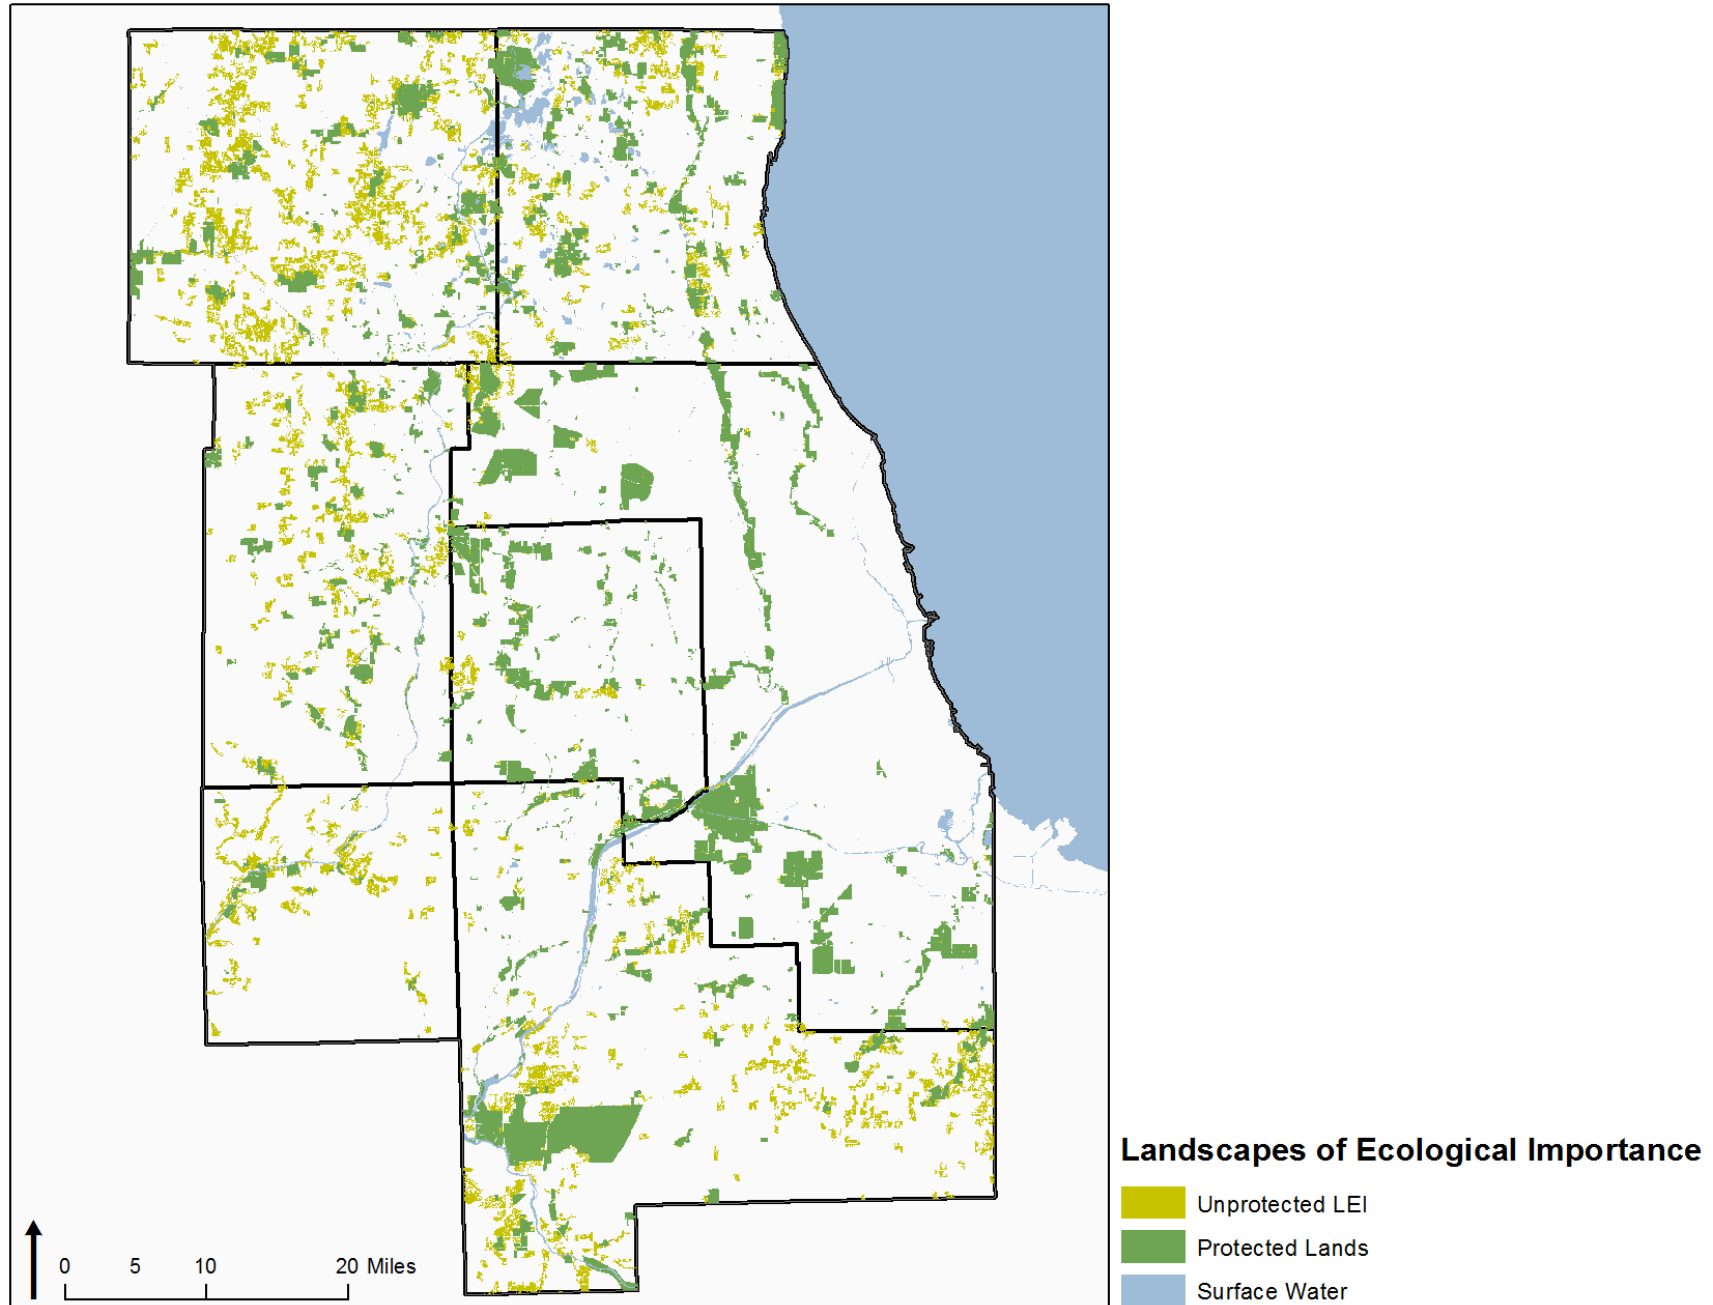 Landscapes of Ecological Importance
Unprotected LEI
Protected Lands
Surface Water
0 5 10 20 Miles